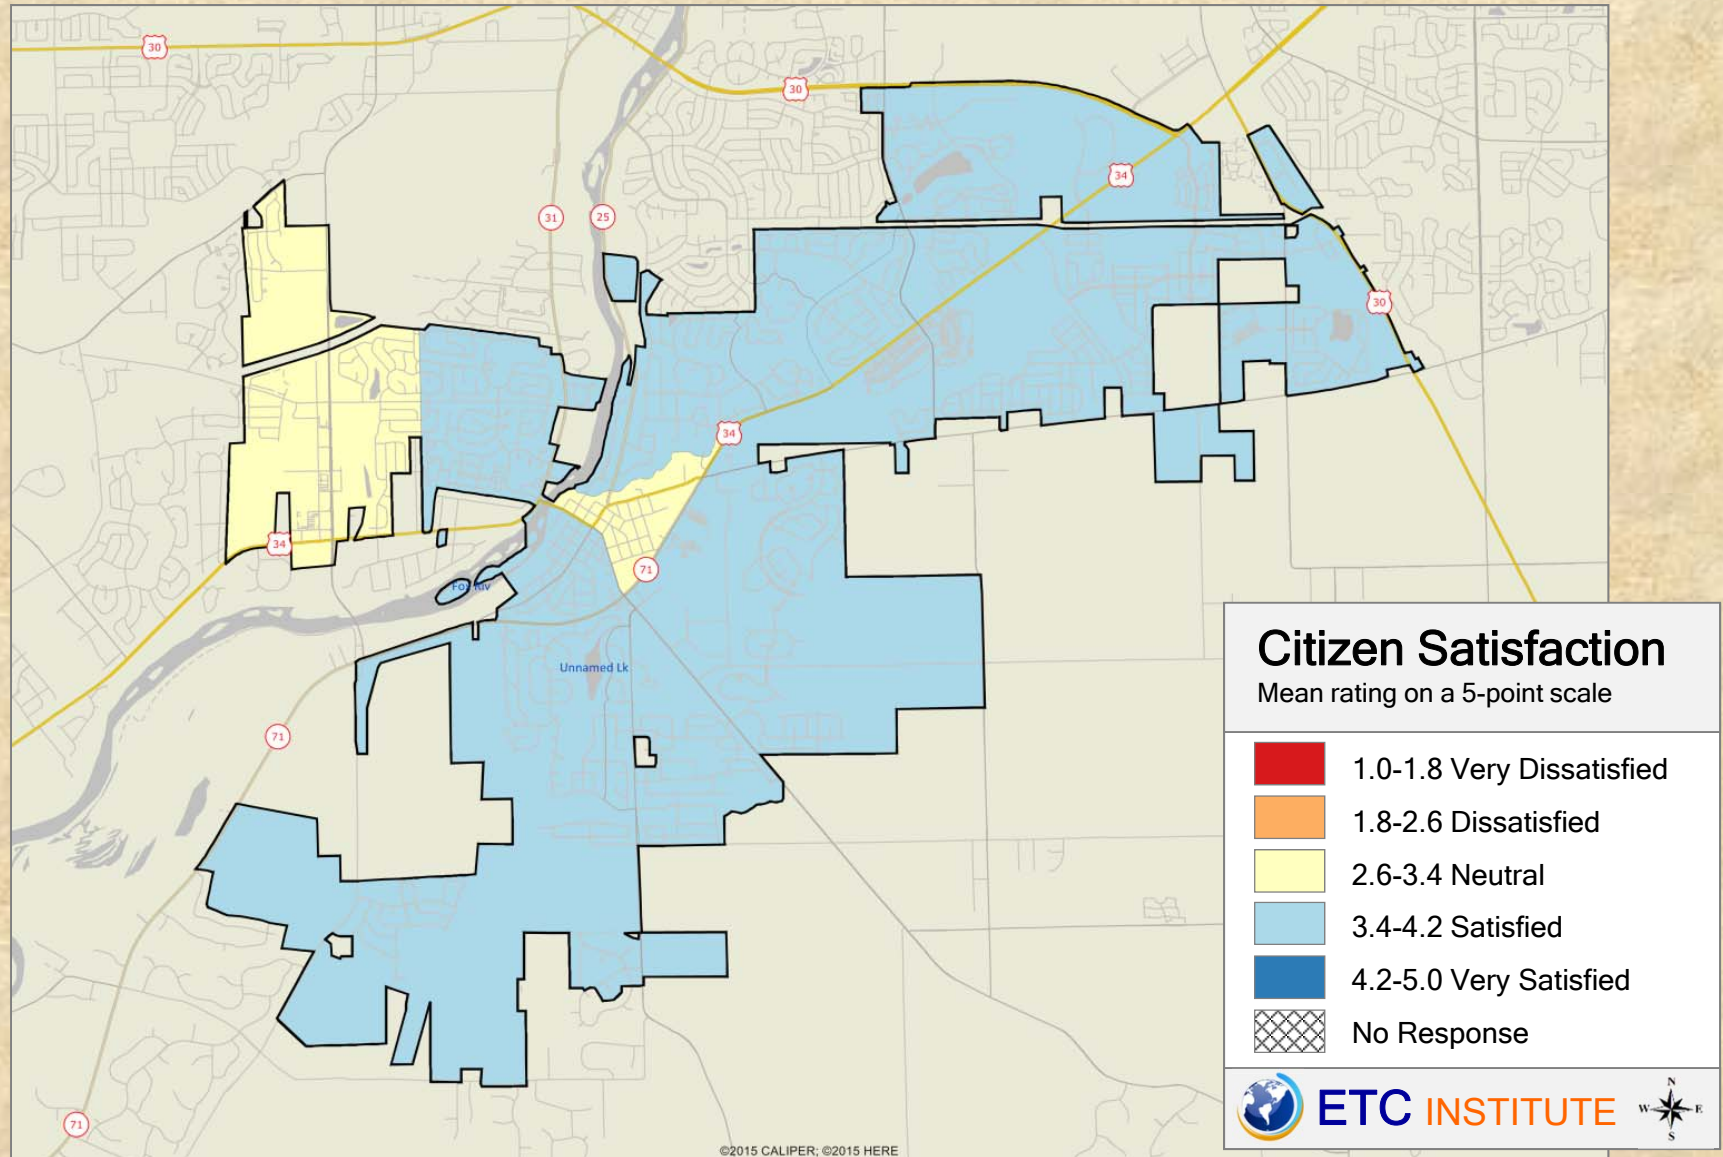 30
30
34
31
25
30
34
34
71
Fox Riv
Unnamed Lk
71
71
Citizen Satisfaction
Mean rating on a 5-point scale
1.0-1.8 Very Dissatisfied
1.8-2.6 Dissatisfied
2.6-3.4 Neutral
3.4-4.2 Satisfied
4.2-5.0 Very Satisfied
No Response
ETC INSTITUTE
N
W E
S
©2015 CALIPER; ©2015 HERE